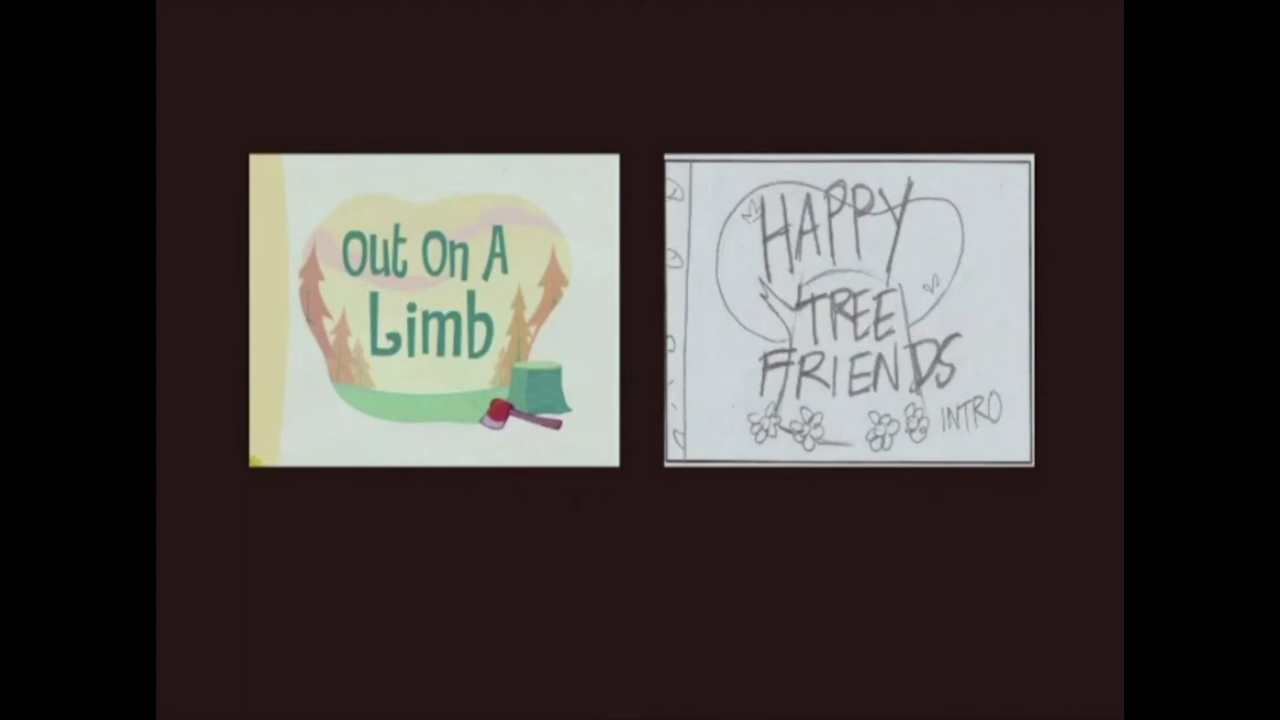 Out On A
Limb
HAPPY
TREE
FRIENDS
INTRO